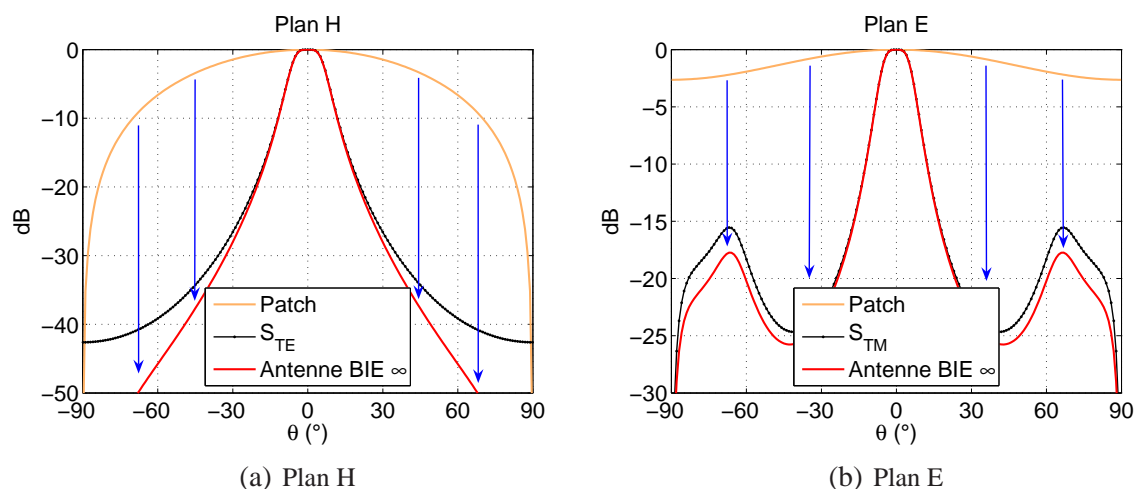 Plan H
0
−10
−20
−30
−40
−50
dB
−90
−60
−30
0
30
60
90
θ (°)
Patch
S_TE
Antenne BIE ∞
(a) Plan H
Plan E
0
−5
−10
−15
−20
−25
−30
dB
−90
−60
−30
0
30
60
90
θ (°)
Patch
S_TM
Antenne BIE ∞
(b) Plan E